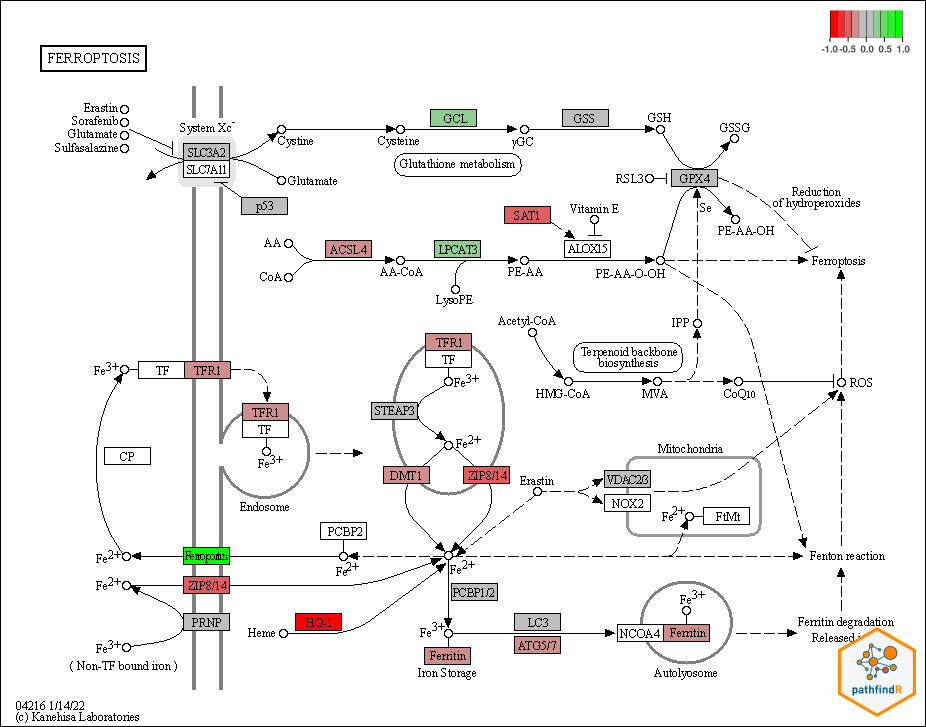 -1.0 -0.5 0.0 0.5 1.0
FERROPTOSIS
Erastin
Sorafenib
Glutamate
Sulfasalazine
System Xc-
SLC3A2
SLC7A11
p53
Cystine
Glutamate
Cysteine
GCL
γGC
GSS
GSH
GSSG
Glutathione metabolism
RSL3
GPX4
Se
PE-AA-OH
Reduction
of hydroperoxides
SAT1
Vitamin E
ALOX15
AA
CoA
ACSL4
AA-CoA
LPCAT3
LysoPE
PE-AA
PE-AA-O-OH
Ferroptosis
Acetyl-CoA
IPP
Terpenoid backbone
biosynthesis
HMG-CoA
MVA
CoQ10
ROS
Fe3+
TF
TFR1
TFR1
TF
Fe3+
Endosome
CP
TFR1
TF
Fe3+
STEAP3
Fe2+
DMT1
ZIP8/14
Erastin
Mitochondria
VDAC2/3
NOX2
Fe2+
FtMt
PCBP2
Fe2+
Ferroportin
Fe2+
Fe2+
Fenton reaction
Fe2+
ZIP8/14
PRNP
Fe3+
( Non-TF bound iron )
Heme
HO-1
PCBP1/2
Fe3+
Ferritin
Iron Storage
LC3
ATG5/7
Fe3+
NCOA4
Ferritin
Autolyosome
Ferritin degradation
Released
pathfindR
04216 1/14/22
(c) Kanehisa Laboratories